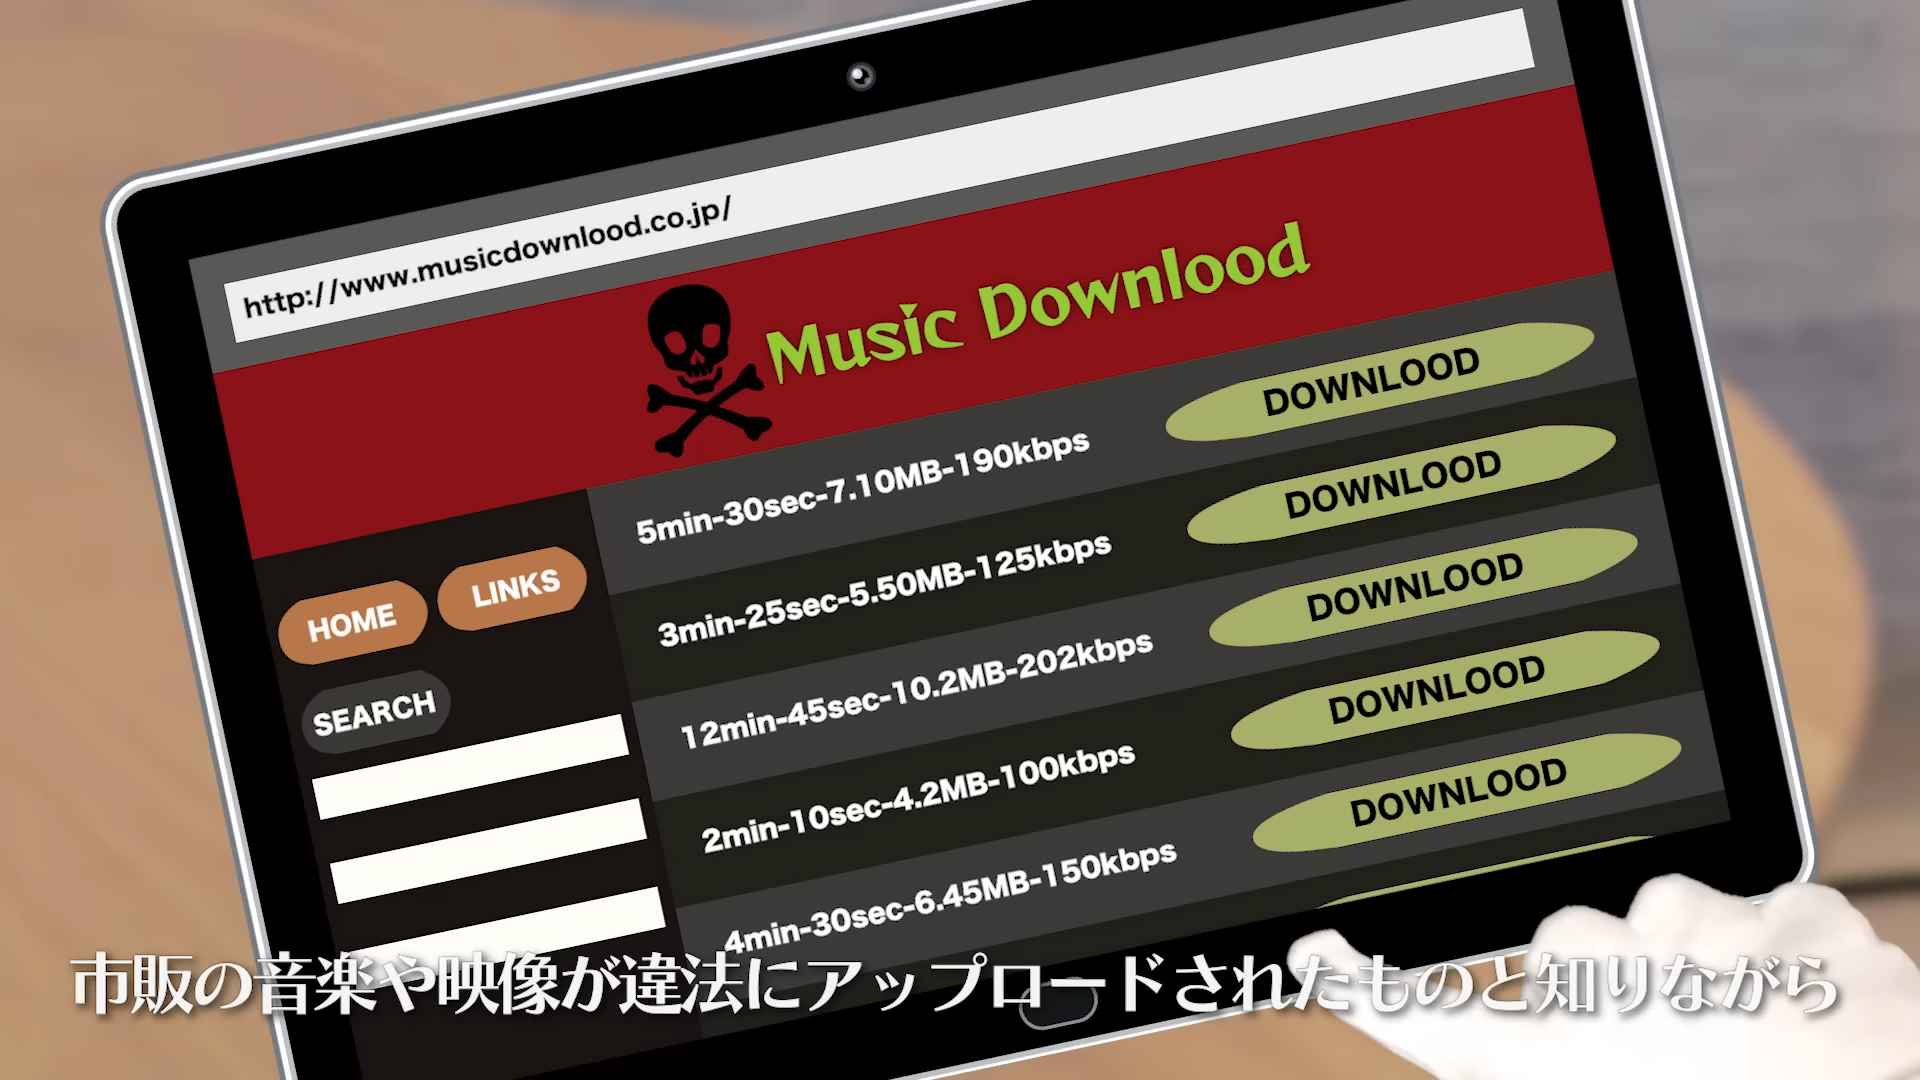 http://www.musicdownlood.co.jp/
Music Downlood
5min-30sec-7.10MB-190kbps DOWNLOOD
3min-25sec-5.50MB-125kbps DOWNLOOD
12min-45sec-10.2MB-202kbps DOWNLOOD
2min-10sec-4.2MB-100kbps DOWNLOOD
4min-30sec-6.45MB-150kbps DOWNLOOD
HOME LINKS
SEARCH
市販の音楽や映像が違法にアップロードされたものと知りながら